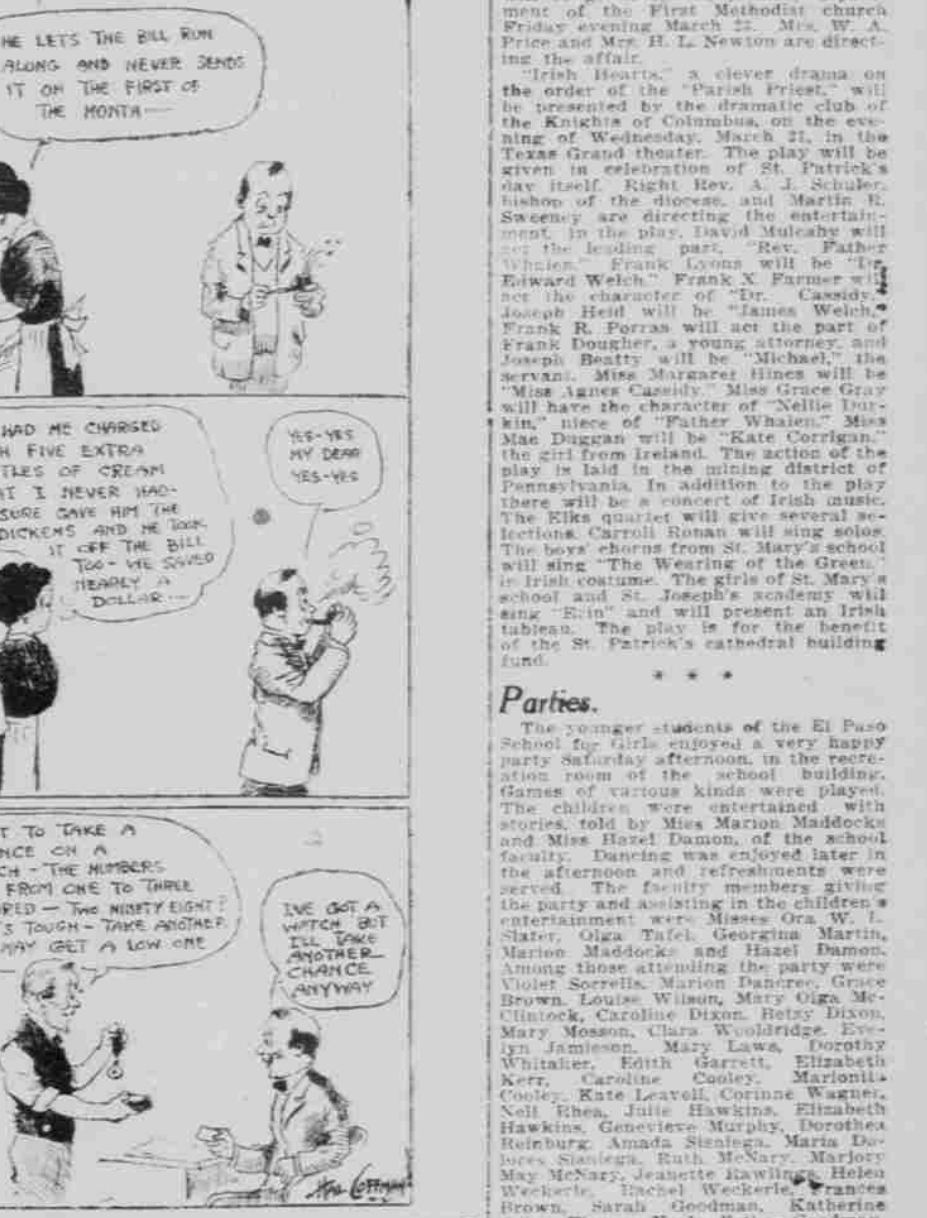 HE LETS THE BILL RUN
ALONG AND NEVER SENDS
IT ON THE FIRST OF
THE MONTH —
HAD ME CHARGED
FIVE EXTRA
OF CREAM
I NEVER HAD-
SURE GAVE HIM THE
DICKENS AND HE TOOK
IT OFF THE BILL
TOO - WE SAVED
NEARLY A
DOLLAR...
YES-YES
MY DEAR
YES-YES
TO TAKE A
ON A
- THE NUMBERS
FROM ONE TO THREE
- TWO NINETY EIGHT?
TOUGH - TAKE ANOTHER
MAY GET A LOW ONE
I'VE GOT A
WATCH BUT
I'LL TAKE
ANOTHER
CHANCE
ANYWAY
HAL COFFMAN
ment of the First Methodist church
Friday evening March Mrs. W. A.
Price and Mrs. H. L. Newton are direct-
ing the affair.
"Irish Hearts," a clever drama on
the order of the "Parish Priest," will
be presented by the dramatic club of
the Knights of Columbus, on the eve-
ning of Wednesday, March 21, in the
Texas Grand theater. The play will be
given in celebration of St. Patrick's
day itself. Right Rev. A. J. Schuler,
bishop of the diocese, and Martin R.
Sweeney are directing the entertain-
ment. In the play, David Mulcahy will
act the leading part, "Rev. Father
Whalen." Frank Lyons will be "Dr.
Edward Welch." Frank X. Farmer will
act the character of "Dr. Cassidy."
Joseph Heid will be "James Welch,"
Frank R. Porras will act the part of
Frank Dougher, a young attorney, and
Joseph Beatty will be "Michael," the
servant. Miss Margaret Hines will be
"Miss Agnes Cassidy." Miss Grace Gray
will have the character of "Nellie Dur-
kin," niece of "Father Whalen." Miss
Mae Duggan will be "Kate Corrigan,"
the girl from Ireland. The action of the
play is laid in the mining district of
Pennsylvania. In addition to the play
there will be a concert of Irish music.
The Elks quartet will give several se-
lections. Carroll Ronan will sing solos.
The boys' chorus from St. Mary's school
will sing "The Wearing of the Green,"
in Irish costume. The girls of St. Mary's
school and St. Joseph's academy will
sing "Erin" and will present an Irish
tableau. The play is for the benefit
of the St. Patrick's cathedral building
fund.
* * *
Parties.
The younger students of the El Paso
School for Girls enjoyed a very happy
party Saturday afternoon, in the recre-
ation room of the school building.
Games of various kinds were played.
The children were entertained with
stories, told by Miss Marion Maddocks
and Miss Hazel Damon, of the school
faculty. Dancing was enjoyed later in
the afternoon and refreshments were
served. The faculty members giving
the party and assisting in the children's
entertainment were Misses Ora W. L.
Slater, Olga Tafel, Georgina Martin,
Marion Maddocks and Hazel Damon.
Among those attending the party were
Violet Sorrells, Marion Dancree, Grace
Brown, Louise Wilson, Mary Olga Mc-
Clintock, Caroline Dixon, Betsy Dixon,
Mary Mosson, Clara Wooldridge, Eve-
lyn Jamieson, Mary Laws, Dorothy
Whitaker, Edith Garrett, Elizabeth
Kerr, Caroline Cooley,
Cooley, Kate Leavell, Corinne Wagner,
Nell Rhea, Julie Hawkins, Elizabeth
Hawkins, Genevieve Murphy, Dorothea
Reinburg, Amada Sisniega, Maria Do-
lores Sisniega, Ruth McNary, Marjory
May McNary, Jeanette Rawlings, Helen
Weckerle, Rachel Weckerle, Frances
Brown, Sarah Goodman, Katherine